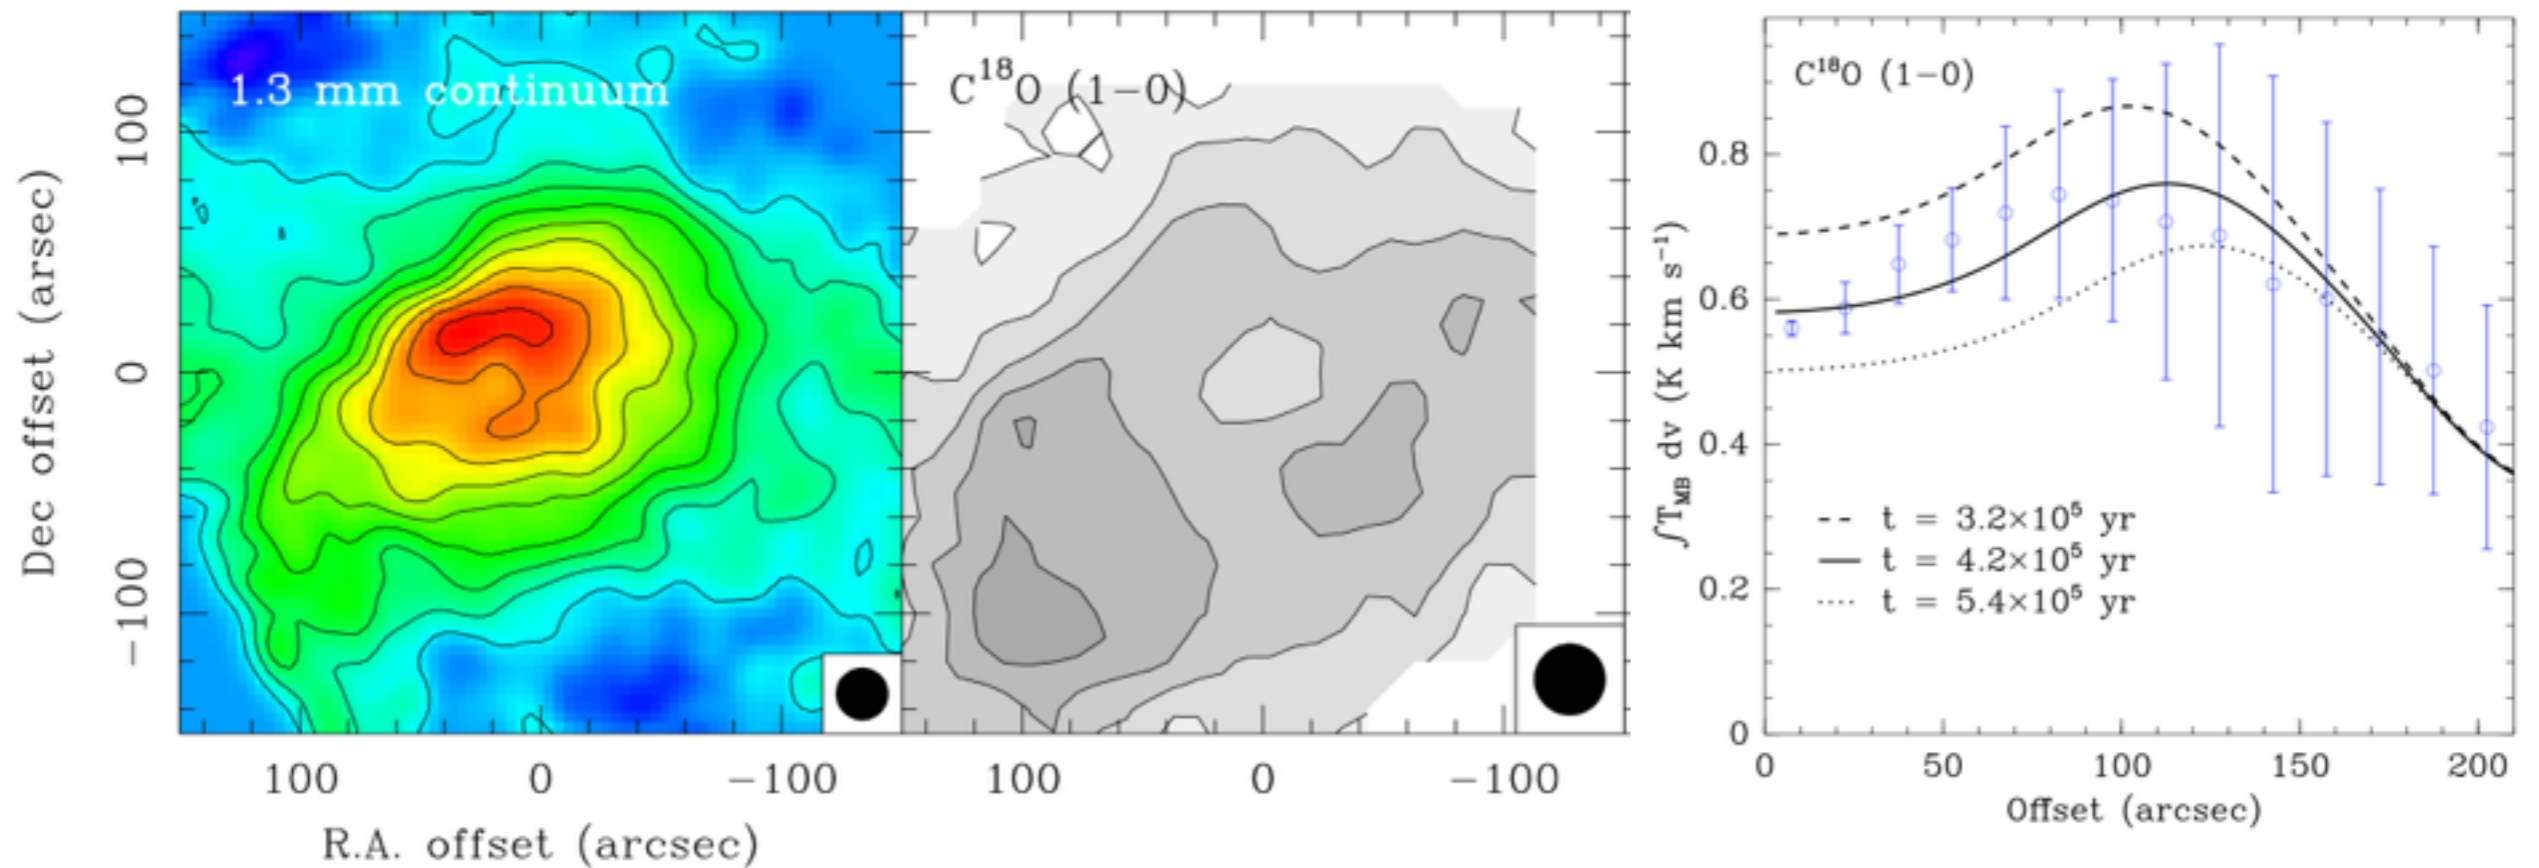 1.3 mm continuum
Dec offset (arsec)
100
0
−100
100
0
−100
R.A. offset (arcsec)
C¹⁸O (1−0)
100
0
−100
C¹⁸O (1−0)
∫T_MB dv (K km s⁻¹)
0.8
0.6
0.4
0.2
0
t = 3.2×10⁵ yr
t = 4.2×10⁵ yr
t = 5.4×10⁵ yr
0
50
100
150
200
Offset (arcsec)